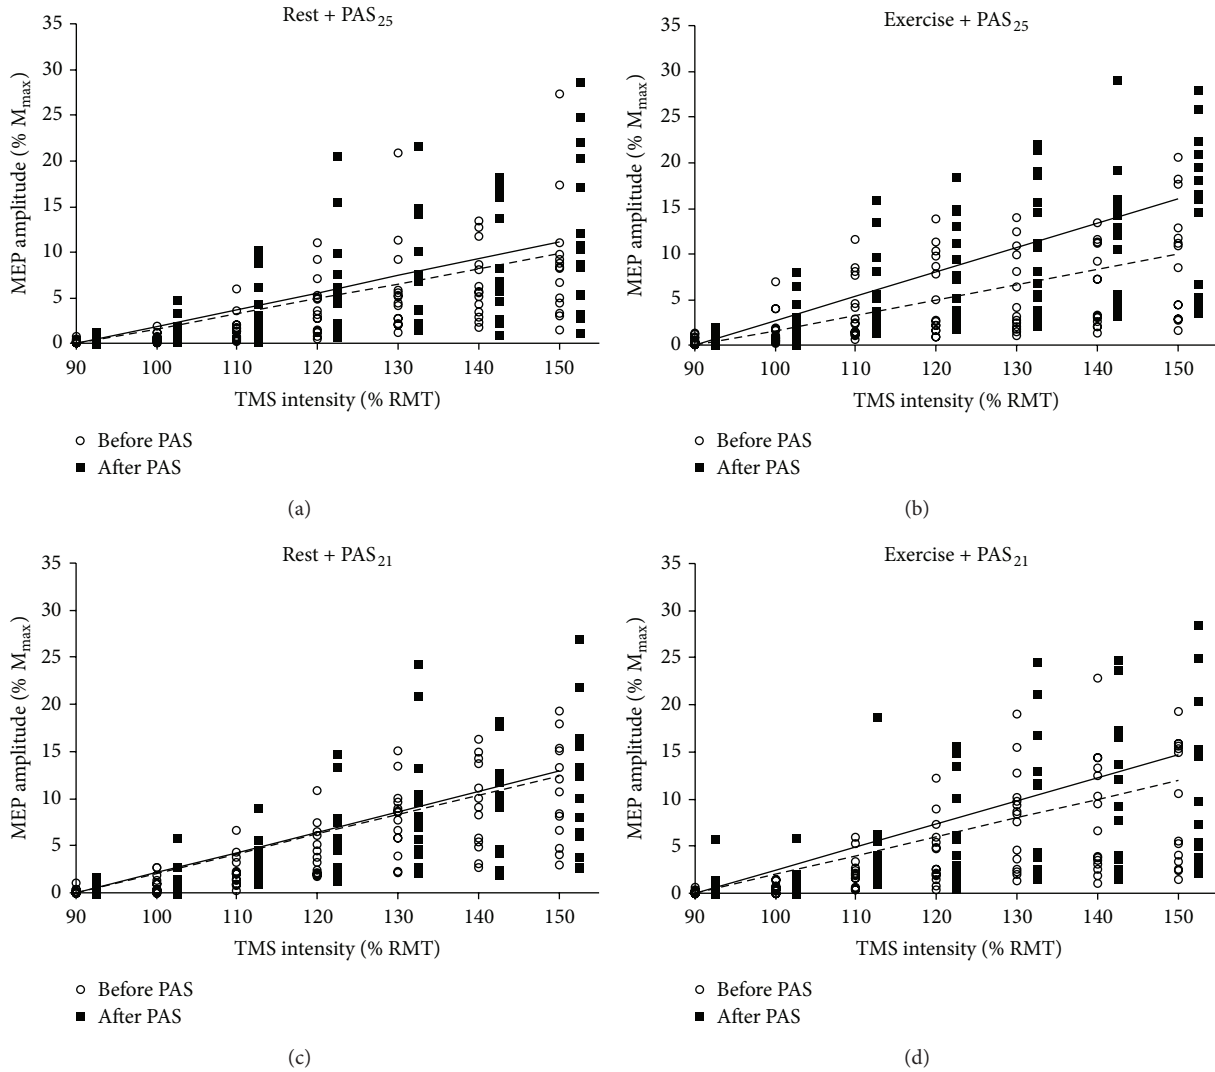 Rest + PAS25
MEP amplitude (% Mmax)
35
30
25
20
15
10
5
0
90 100 110 120 130 140 150
TMS intensity (% RMT)
Before PAS
After PAS
(a)
Exercise + PAS25
MEP amplitude (% Mmax)
35
30
25
20
15
10
5
0
90 100 110 120 130 140 150
TMS intensity (% RMT)
Before PAS
After PAS
(b)
Rest + PAS21
MEP amplitude (% Mmax)
35
30
25
20
15
10
5
0
90 100 110 120 130 140 150
TMS intensity (% RMT)
Before PAS
After PAS
(c)
Exercise + PAS21
MEP amplitude (% Mmax)
35
30
25
20
15
10
5
0
90 100 110 120 130 140 150
TMS intensity (% RMT)
Before PAS
After PAS
(d)